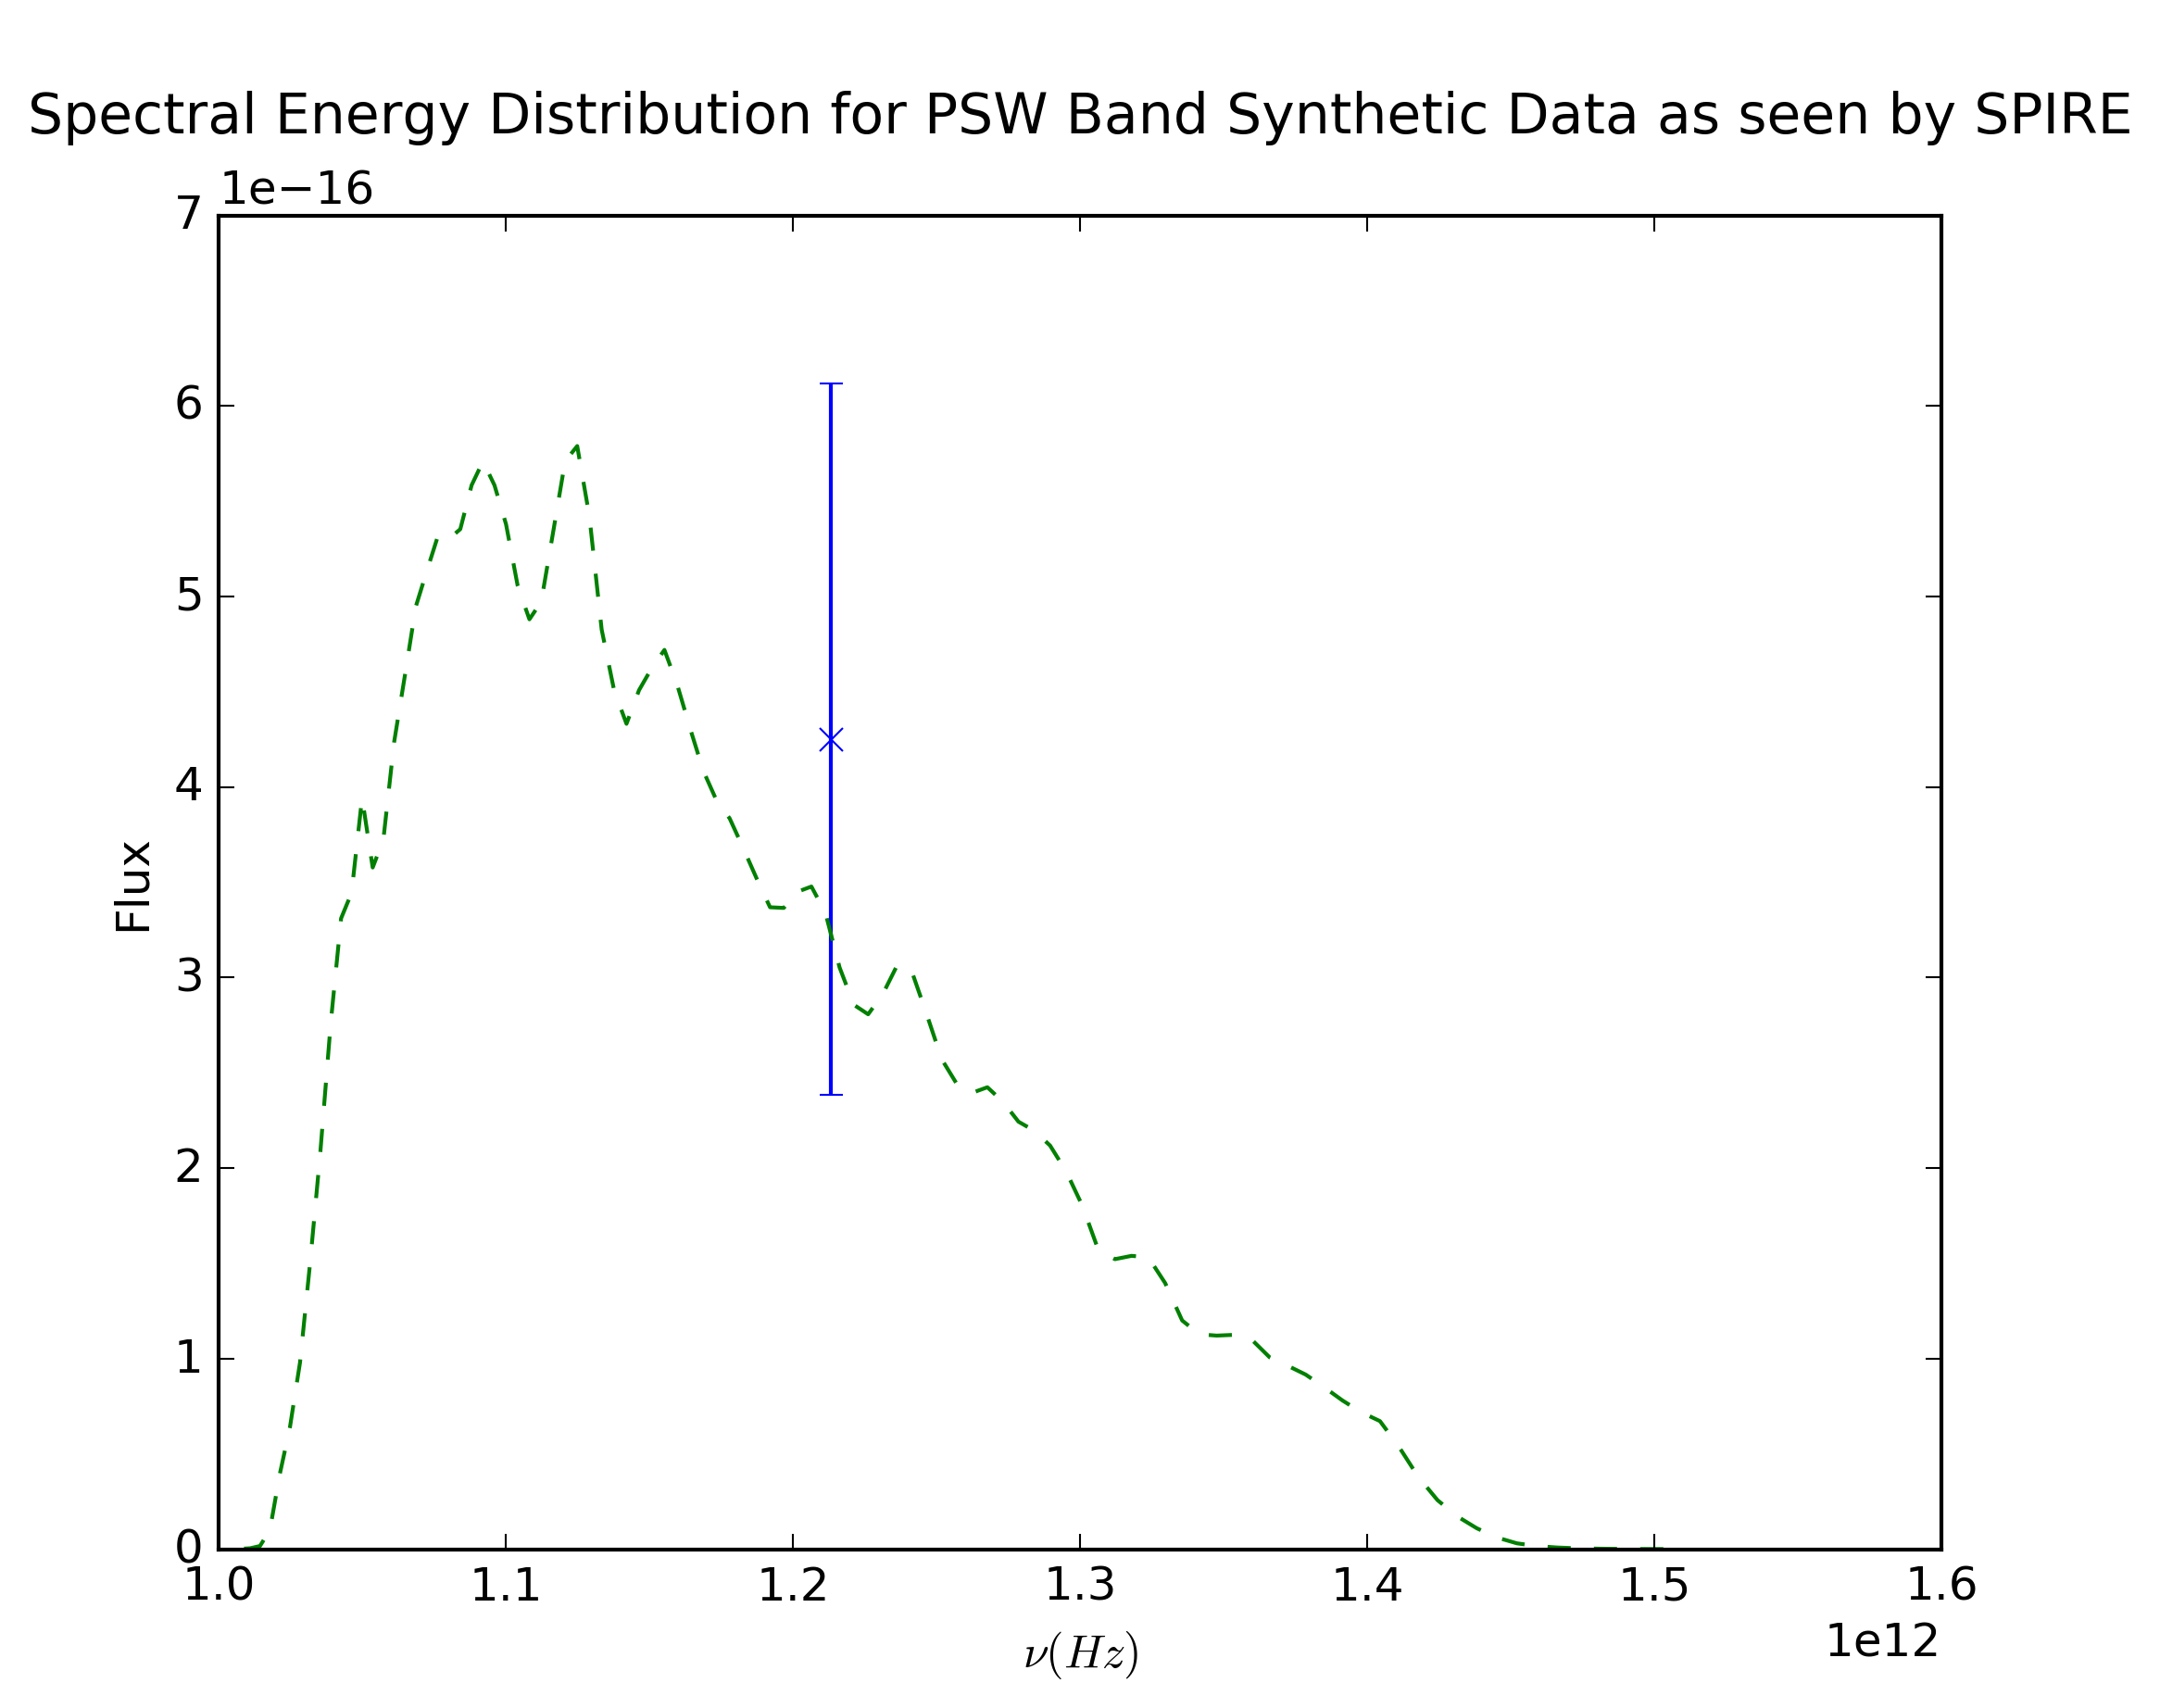 Spectral Energy Distribution for PSW Band Synthetic Data as seen by SPIRE
1e−16
7
6
5
4
3
2
1
0
Flux
1.0 1.1 1.2 1.3 1.4 1.5 1.6
1e12
ν(Hz)